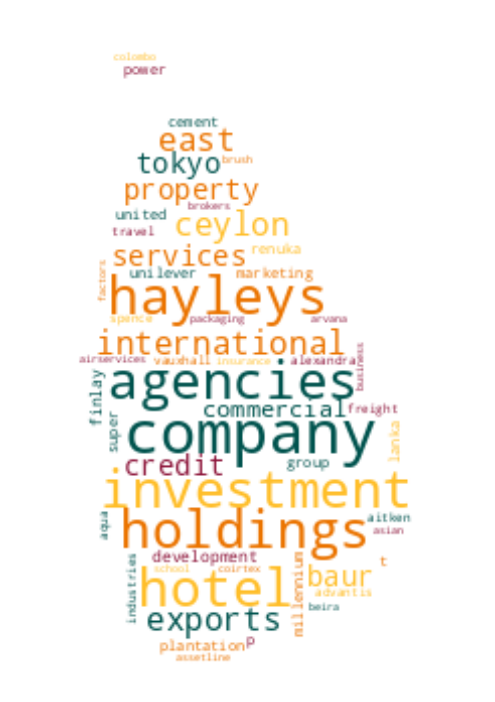 colombo
power
cement
east
tokyo brush
property
brokers
united ceylon
travel
services renuka
unilever marketing
factors
hayleys
spence packaging arvana
international
airservices vauxhall insurance alexandra
business
agencies
finlay
commercial freight
super
company
lanka
credit group
investment
holdings aitken
aqua
asian
development t
school coirtex
hotel baur
industries
millennium
advantis
beira
exports
plantation p
assetline